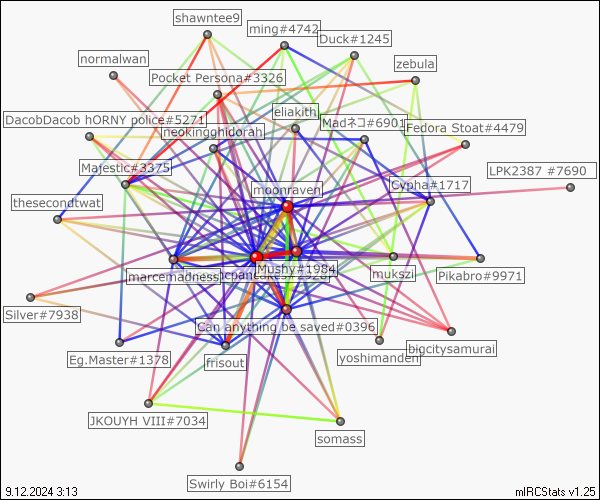 shawntee9
ming#4742
Duck#1245
normalwan
zebula
Pocket Persona#3326
eliakith
DacobDacob hORNY police#5271
Madネコ#6901
Fedora Stoat#4479
neokingghidorah
Majestic#3375
LPK2387 #7690
moonraven
Cypha#1717
thesecondtwat
Mushy#1984
marcemadness
mukszi
Pikabro#9971
Silver#7938
Can anything be saved#0396
Eg.Master#1378
frisout
yoshimanden
bigcitysamurai
JKOUYH VIII#7034
somass
Swirly Boi#6154
9.12.2024 3:13
mIRCStats v1.25